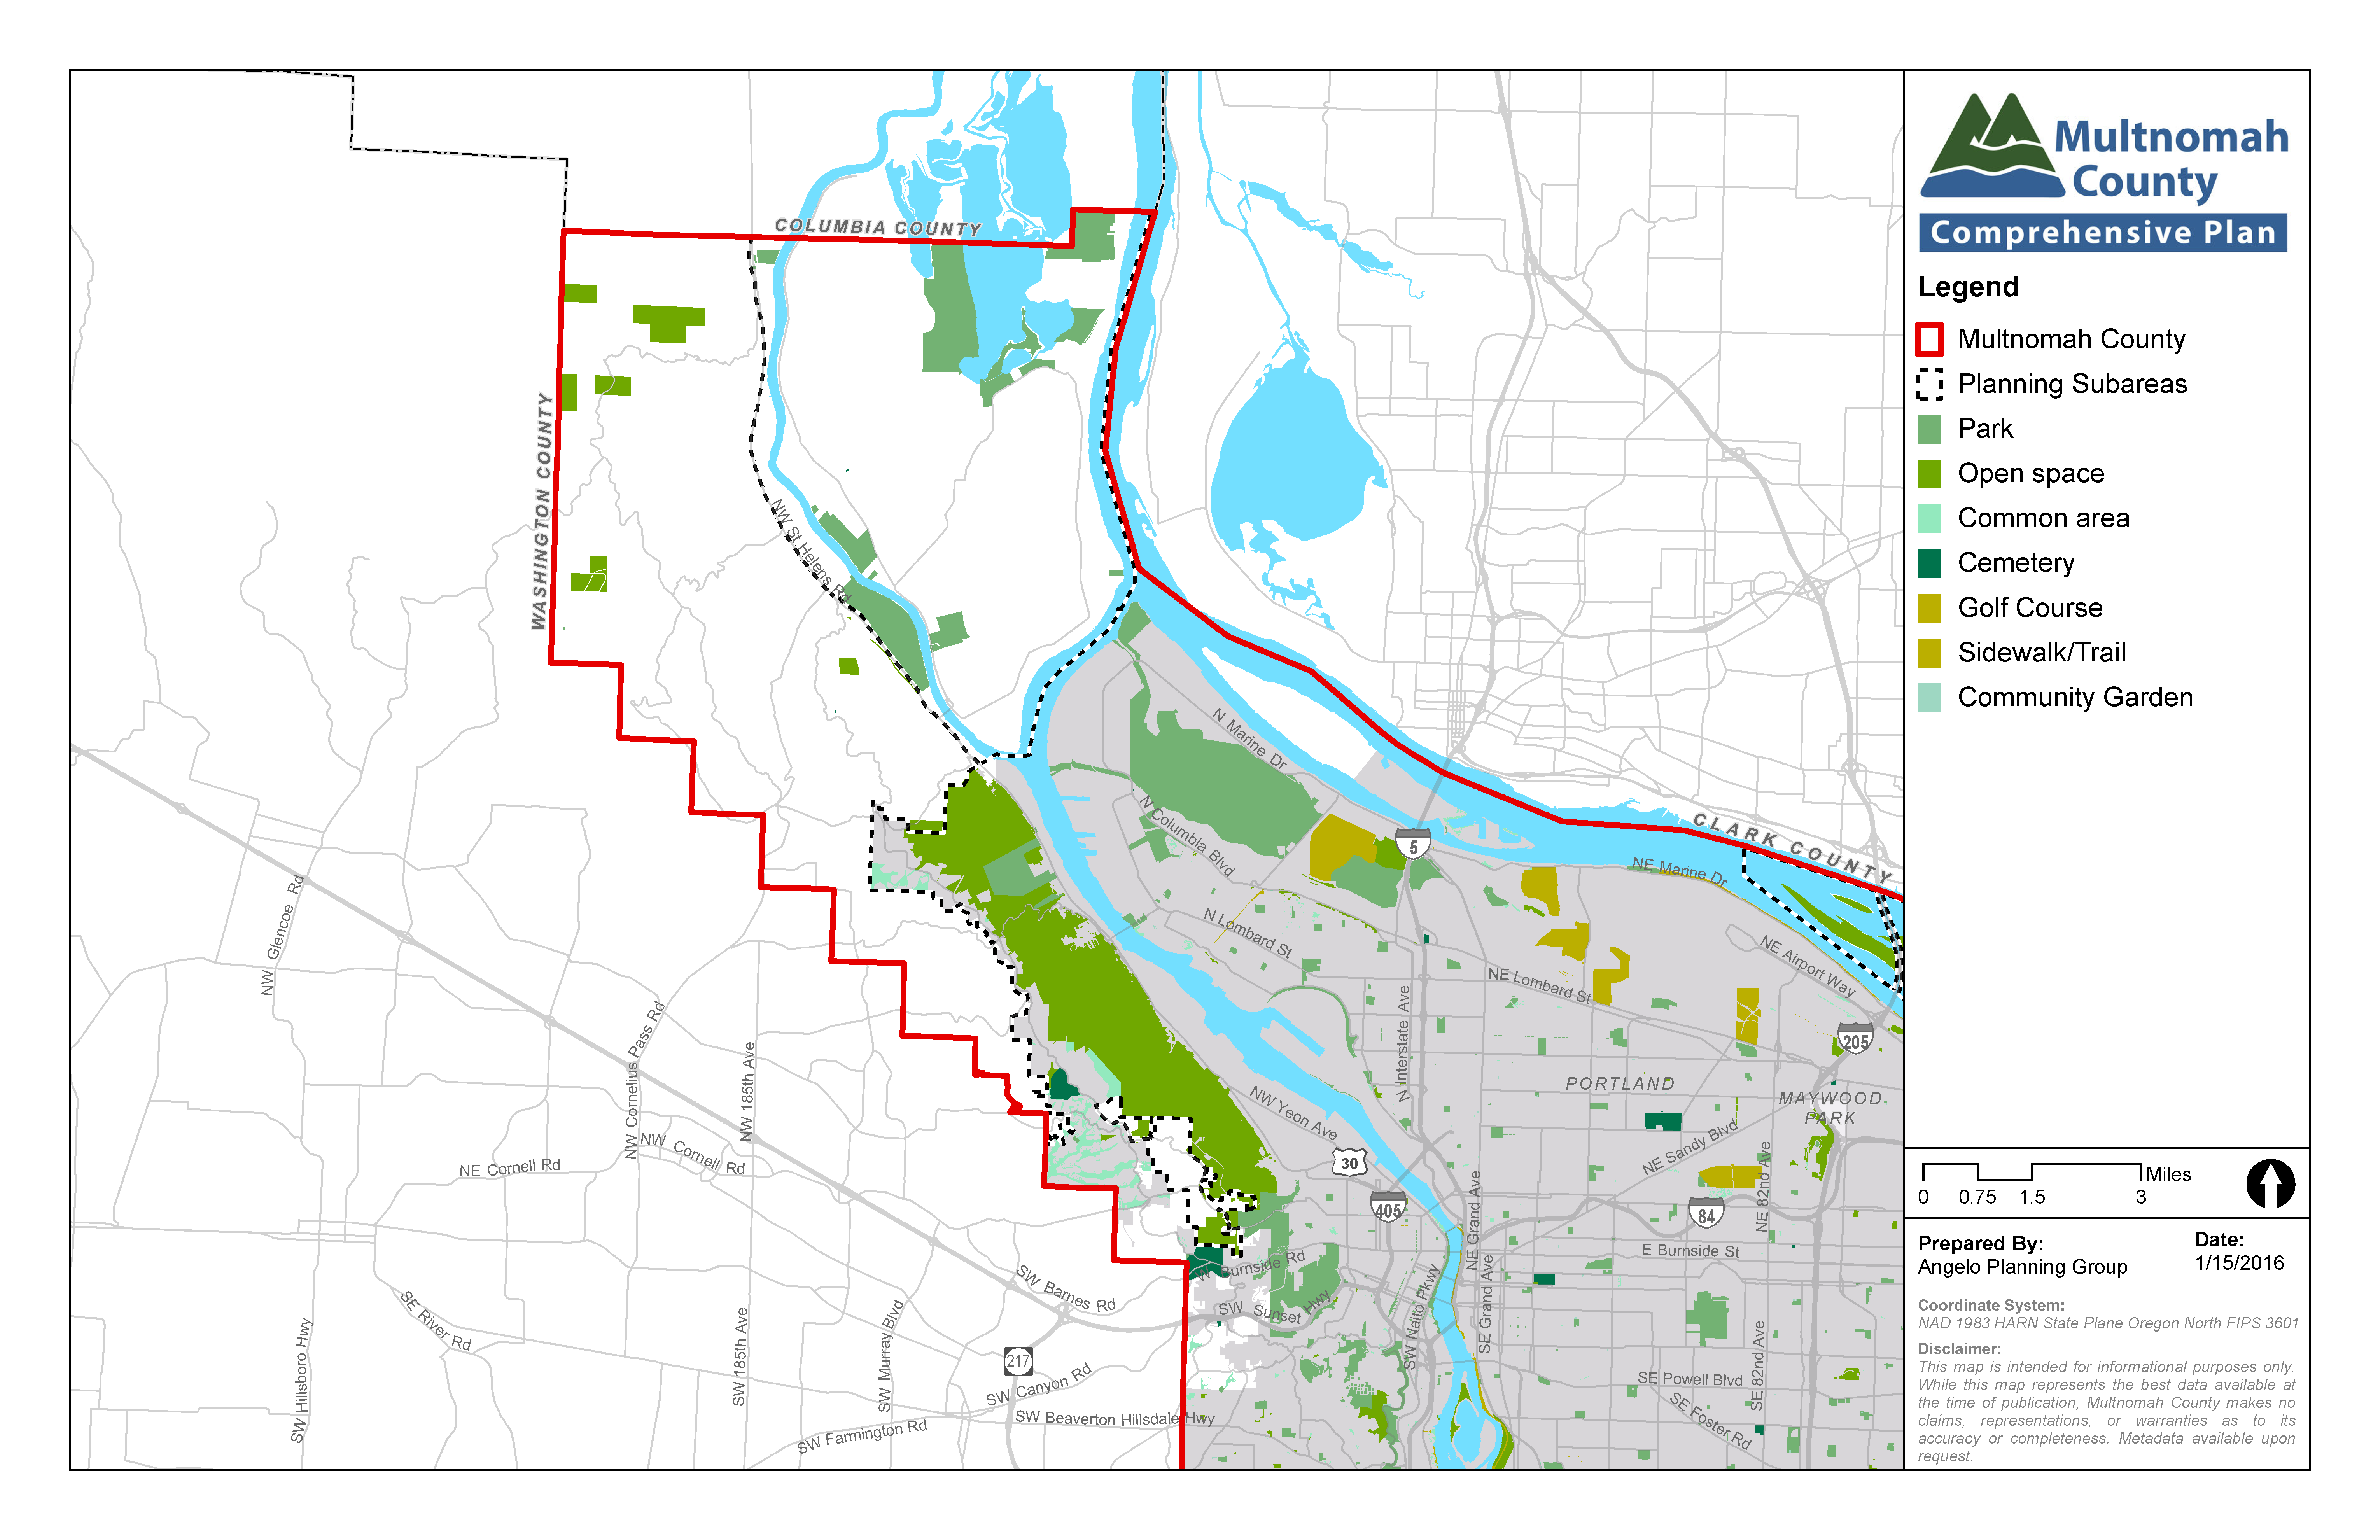 COLUMBIA COUNTY
WASHINGTON COUNTY
NW St Helens Rd
N Marine Dr
N Columbia Blvd
5
CLARK COUNTY
NE Marine Dr
N Lombard St
NE Airport Way
NE Lombard St
NW Glencoe Rd
NW Cornelius Pass Rd
NW 185th Ave
N Interstate Ave
205
PORTLAND
MAYWOOD
PARK
NW Yeon Ave
30
NE Sandy Blvd
NE Cornell Rd
NW Cornell Rd
405
NE Grand Ave
84
NE 82nd Ave
E Burnside St
W Burnside Rd
SW Barnes Rd
SW Sunset Hwy
SE River Rd
SW Hillsboro Hwy
SW 185th Ave
SW Murray Blvd
217
SW Canyon Rd
SW Naito Pkwy
SE Grand Ave
SE Powell Blvd
SE 82nd Ave
SE Foster Rd
SW Beaverton Hillsdale Hwy
SW Farmington Rd
Multnomah
County
Comprehensive Plan
Legend
Multnomah County
Planning Subareas
Park
Open space
Common area
Cemetery
Golf Course
Sidewalk/Trail
Community Garden
Miles
0 0.75 1.5 3
Prepared By:
Angelo Planning Group
Date:
1/15/2016
Coordinate System:
NAD 1983 HARN State Plane Oregon North FIPS 3601
Disclaimer:
This map is intended for informational purposes only.
While this map represents the best data available at
the time of publication, Multnomah County makes no
claims, representations, or warranties as to its
accuracy or completeness. Metadata available upon
request.